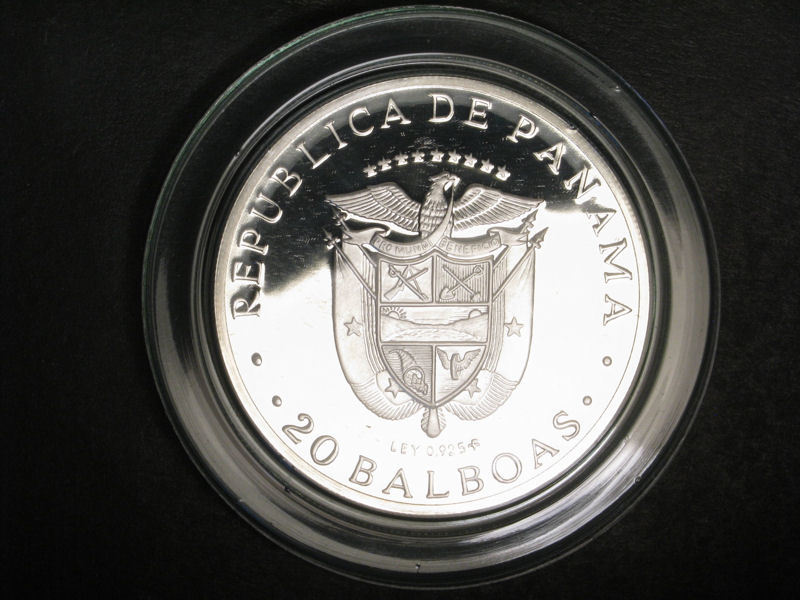 REPUBLICA DE PANAMA
PRO MUNDI BENEFICIO
LEY 0,925
20 BALBOAS